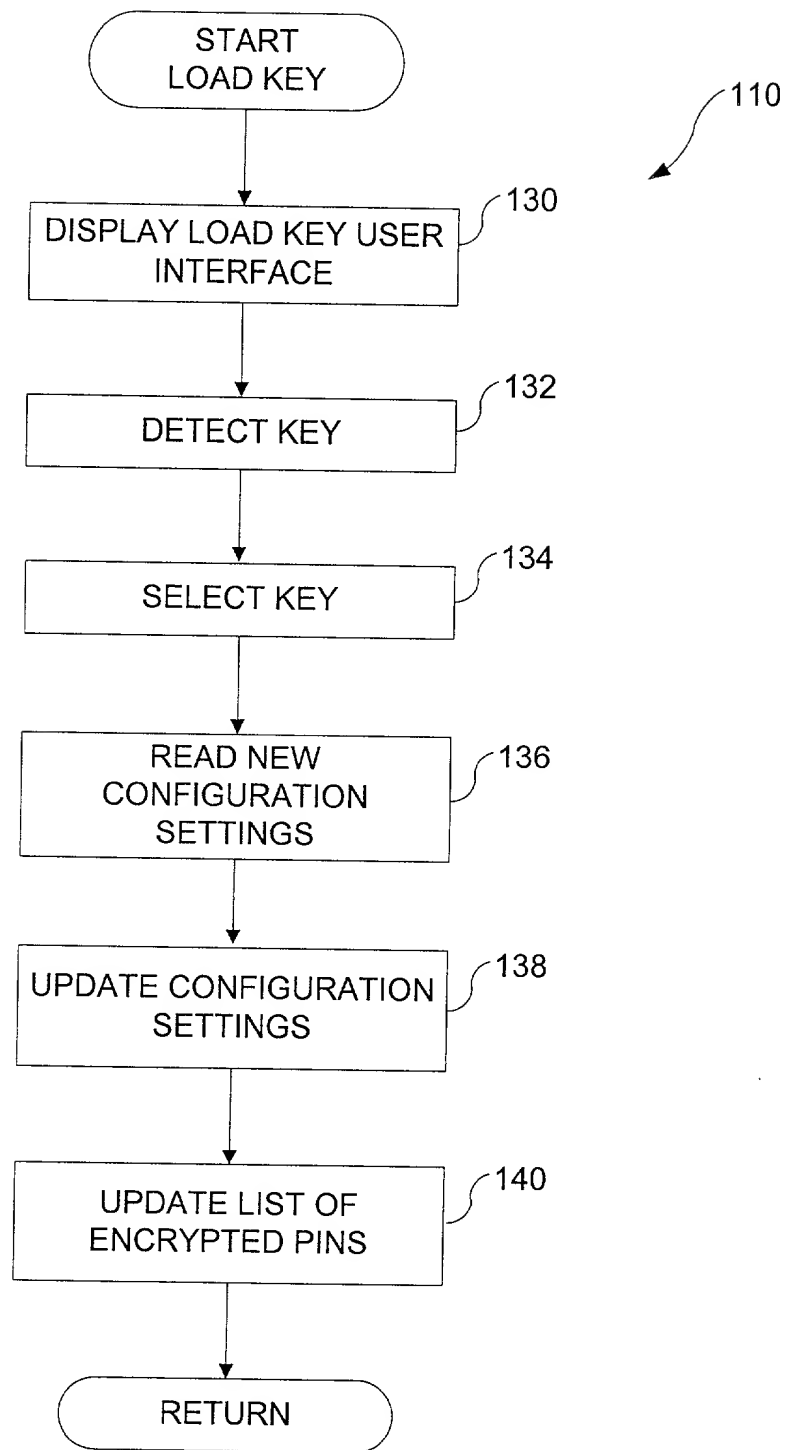 START
LOAD KEY
110
130
DISPLAY LOAD KEY USER
INTERFACE
132
DETECT KEY
134
SELECT KEY
136
READ NEW
CONFIGURATION
SETTINGS
138
UPDATE CONFIGURATION
SETTINGS
140
UPDATE LIST OF
ENCRYPTED PINS
RETURN